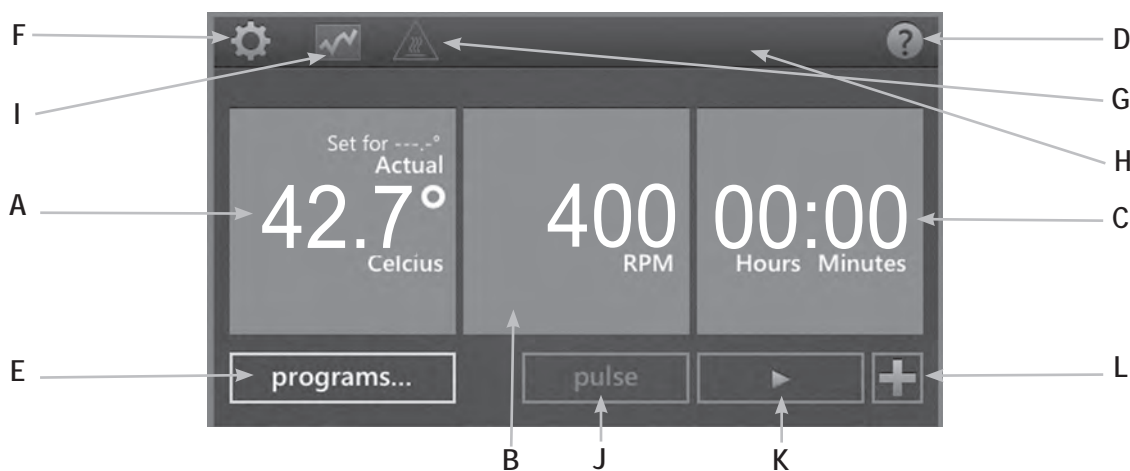 F
D
I
G
H
Set for ---.-°
Actual
A
42.7°
Celcius
400
RPM
00:00
Hours Minutes
C
E
programs...
pulse
L
B
J
K